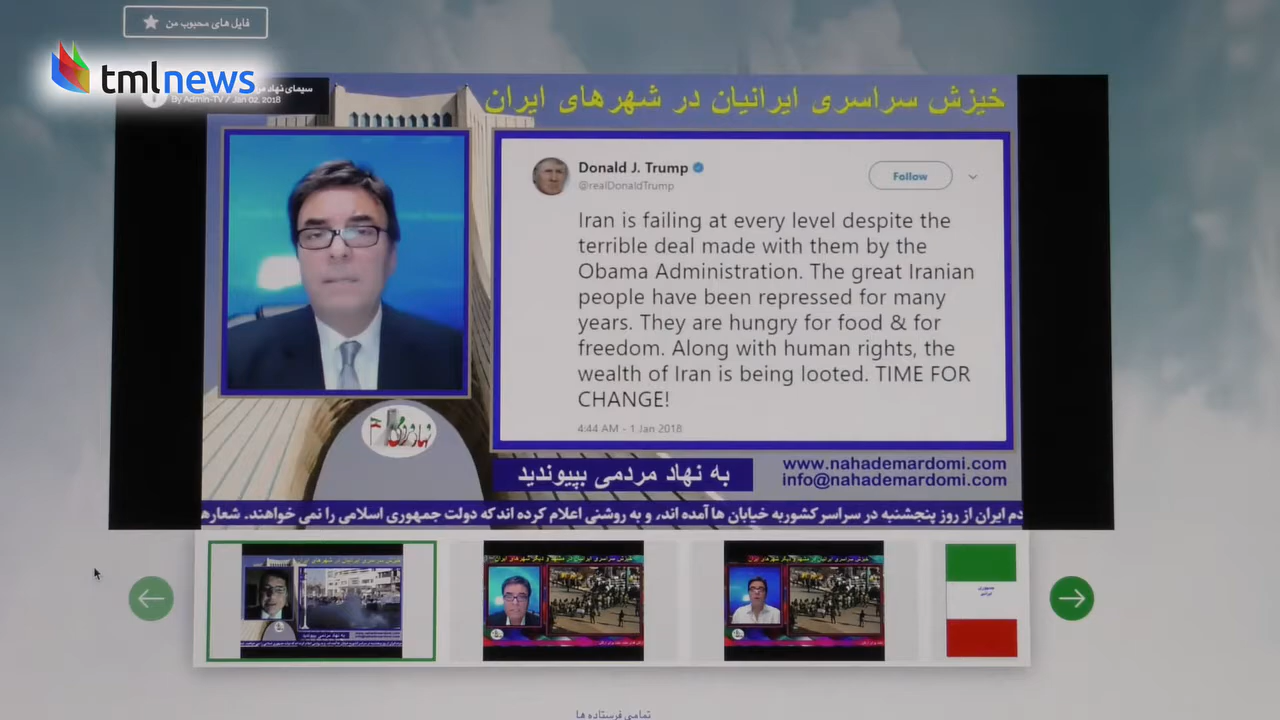 فایل های محبوب من
tmlnews
سیمای نهاد
By Admin-TV / Jan 02, 2018
خیزش سراسری ایرانیان در شهرهای ایران
Donald J. Trump
@realDonaldTrump
Follow
Iran is failing at every level despite the
terrible deal made with them by the
Obama Administration. The great Iranian
people have been repressed for many
years. They are hungry for food & for
freedom. Along with human rights, the
wealth of Iran is being looted. TIME FOR
CHANGE!
4:44 AM - 1 Jan 2018
به نهاد مردمی بپیوندید
www.nahademardomi.com
info@nahademardomi.com
دم ایران از روز پنجشنبه در سراسر کشور به خیابان ها آمده اند، و به روشنی اعلام کرده اند که دولت جمهوری اسلامی را نمی خواهند. شعارها
تمامی فرستاده ها